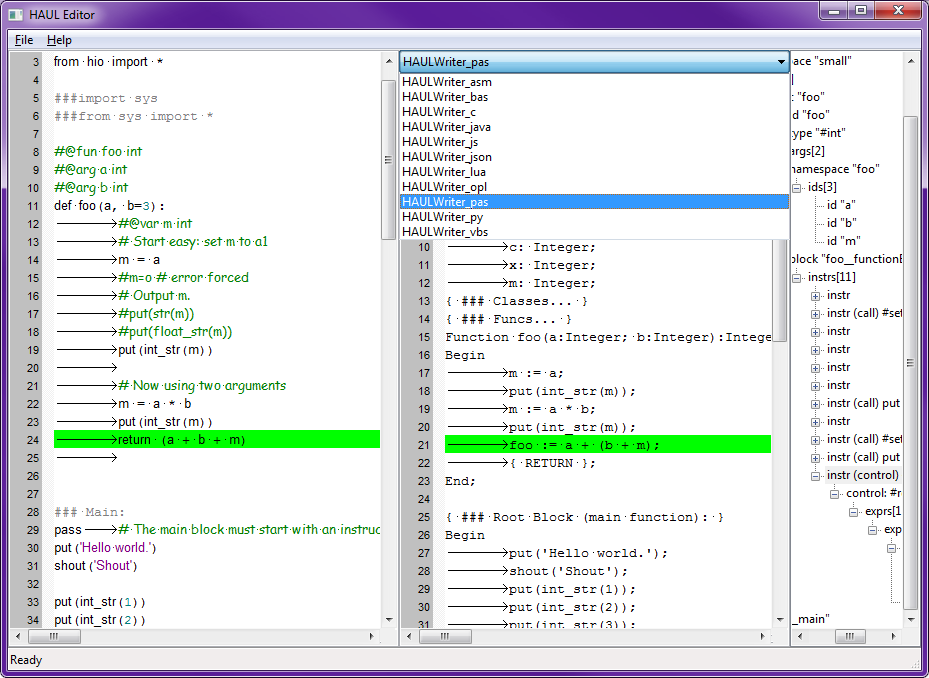 HAUL Editor
File Help
3 from hio import *
4
5 ###import sys
6 ###from sys import *
7
8 #@fun foo int
9 #@arg a int
10 #@arg b int
11 def foo (a, b=3) :
12 #@var m int
13 # Start easy: set m to a1
14 m = a
15 #m=o # error forced
16 # Output m.
17 #put(str(m))
18 #put(float_str(m))
19 put (int_str (m) )
20
21 # Now using two arguments
22 m = a * b
23 put (int_str (m) )
24 return (a + b + m)
25
26
27
28 ### Main:
29 pass # The main block must start with an instruc
30 put ('Hello world.')
31 shout ('Shout')
32
33 put (int_str (1) )
34 put (int_str (2) )
HAULWriter_pas
HAULWriter_asm
HAULWriter_bas
HAULWriter_c
HAULWriter_java
HAULWriter_js
HAULWriter_json
HAULWriter_lua
HAULWriter_opl
HAULWriter_pas
HAULWriter_py
HAULWriter_vbs
10 c: Integer;
11 x: Integer;
12 m: Integer;
13 { ### Classes... }
14 { ### Funcs... }
15 Function foo(a:Integer; b:Integer):Intege
16 Begin
17 m := a;
18 put(int_str(m));
19 m := a * b;
20 put(int_str(m));
21 foo := a + (b + m);
22 { RETURN };
23 End;
24
25 { ### Root Block (main function): }
26 Begin
27 put('Hello world.');
28 shout('Shout');
29 put(int_str(1));
30 put(int_str(2));
31 put(int_str(3));
ace "small"
"foo"
d "foo"
type "#int"
args[2]
namespace "foo"
ids[3]
id "a"
id "b"
id "m"
block "foo__function
instrs[11]
instr
instr (call) #set
instr
instr
instr
instr
instr (call) put
instr
instr (call) #set
instr (call) put
instr (control)
control: #r
exprs[1
exp
_main"
Ready